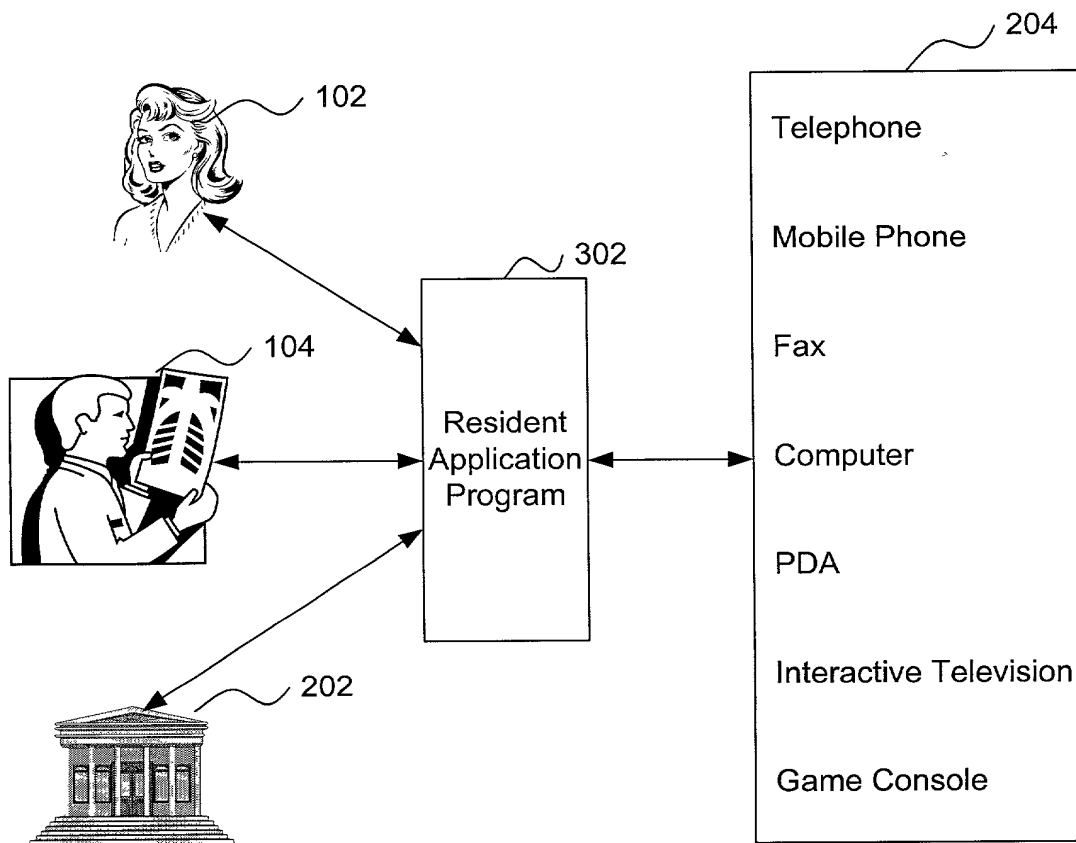 204
102
Telephone
Mobile Phone
302
104
Fax
Resident
Application
Program
Computer
PDA
202
Interactive Television
Game Console